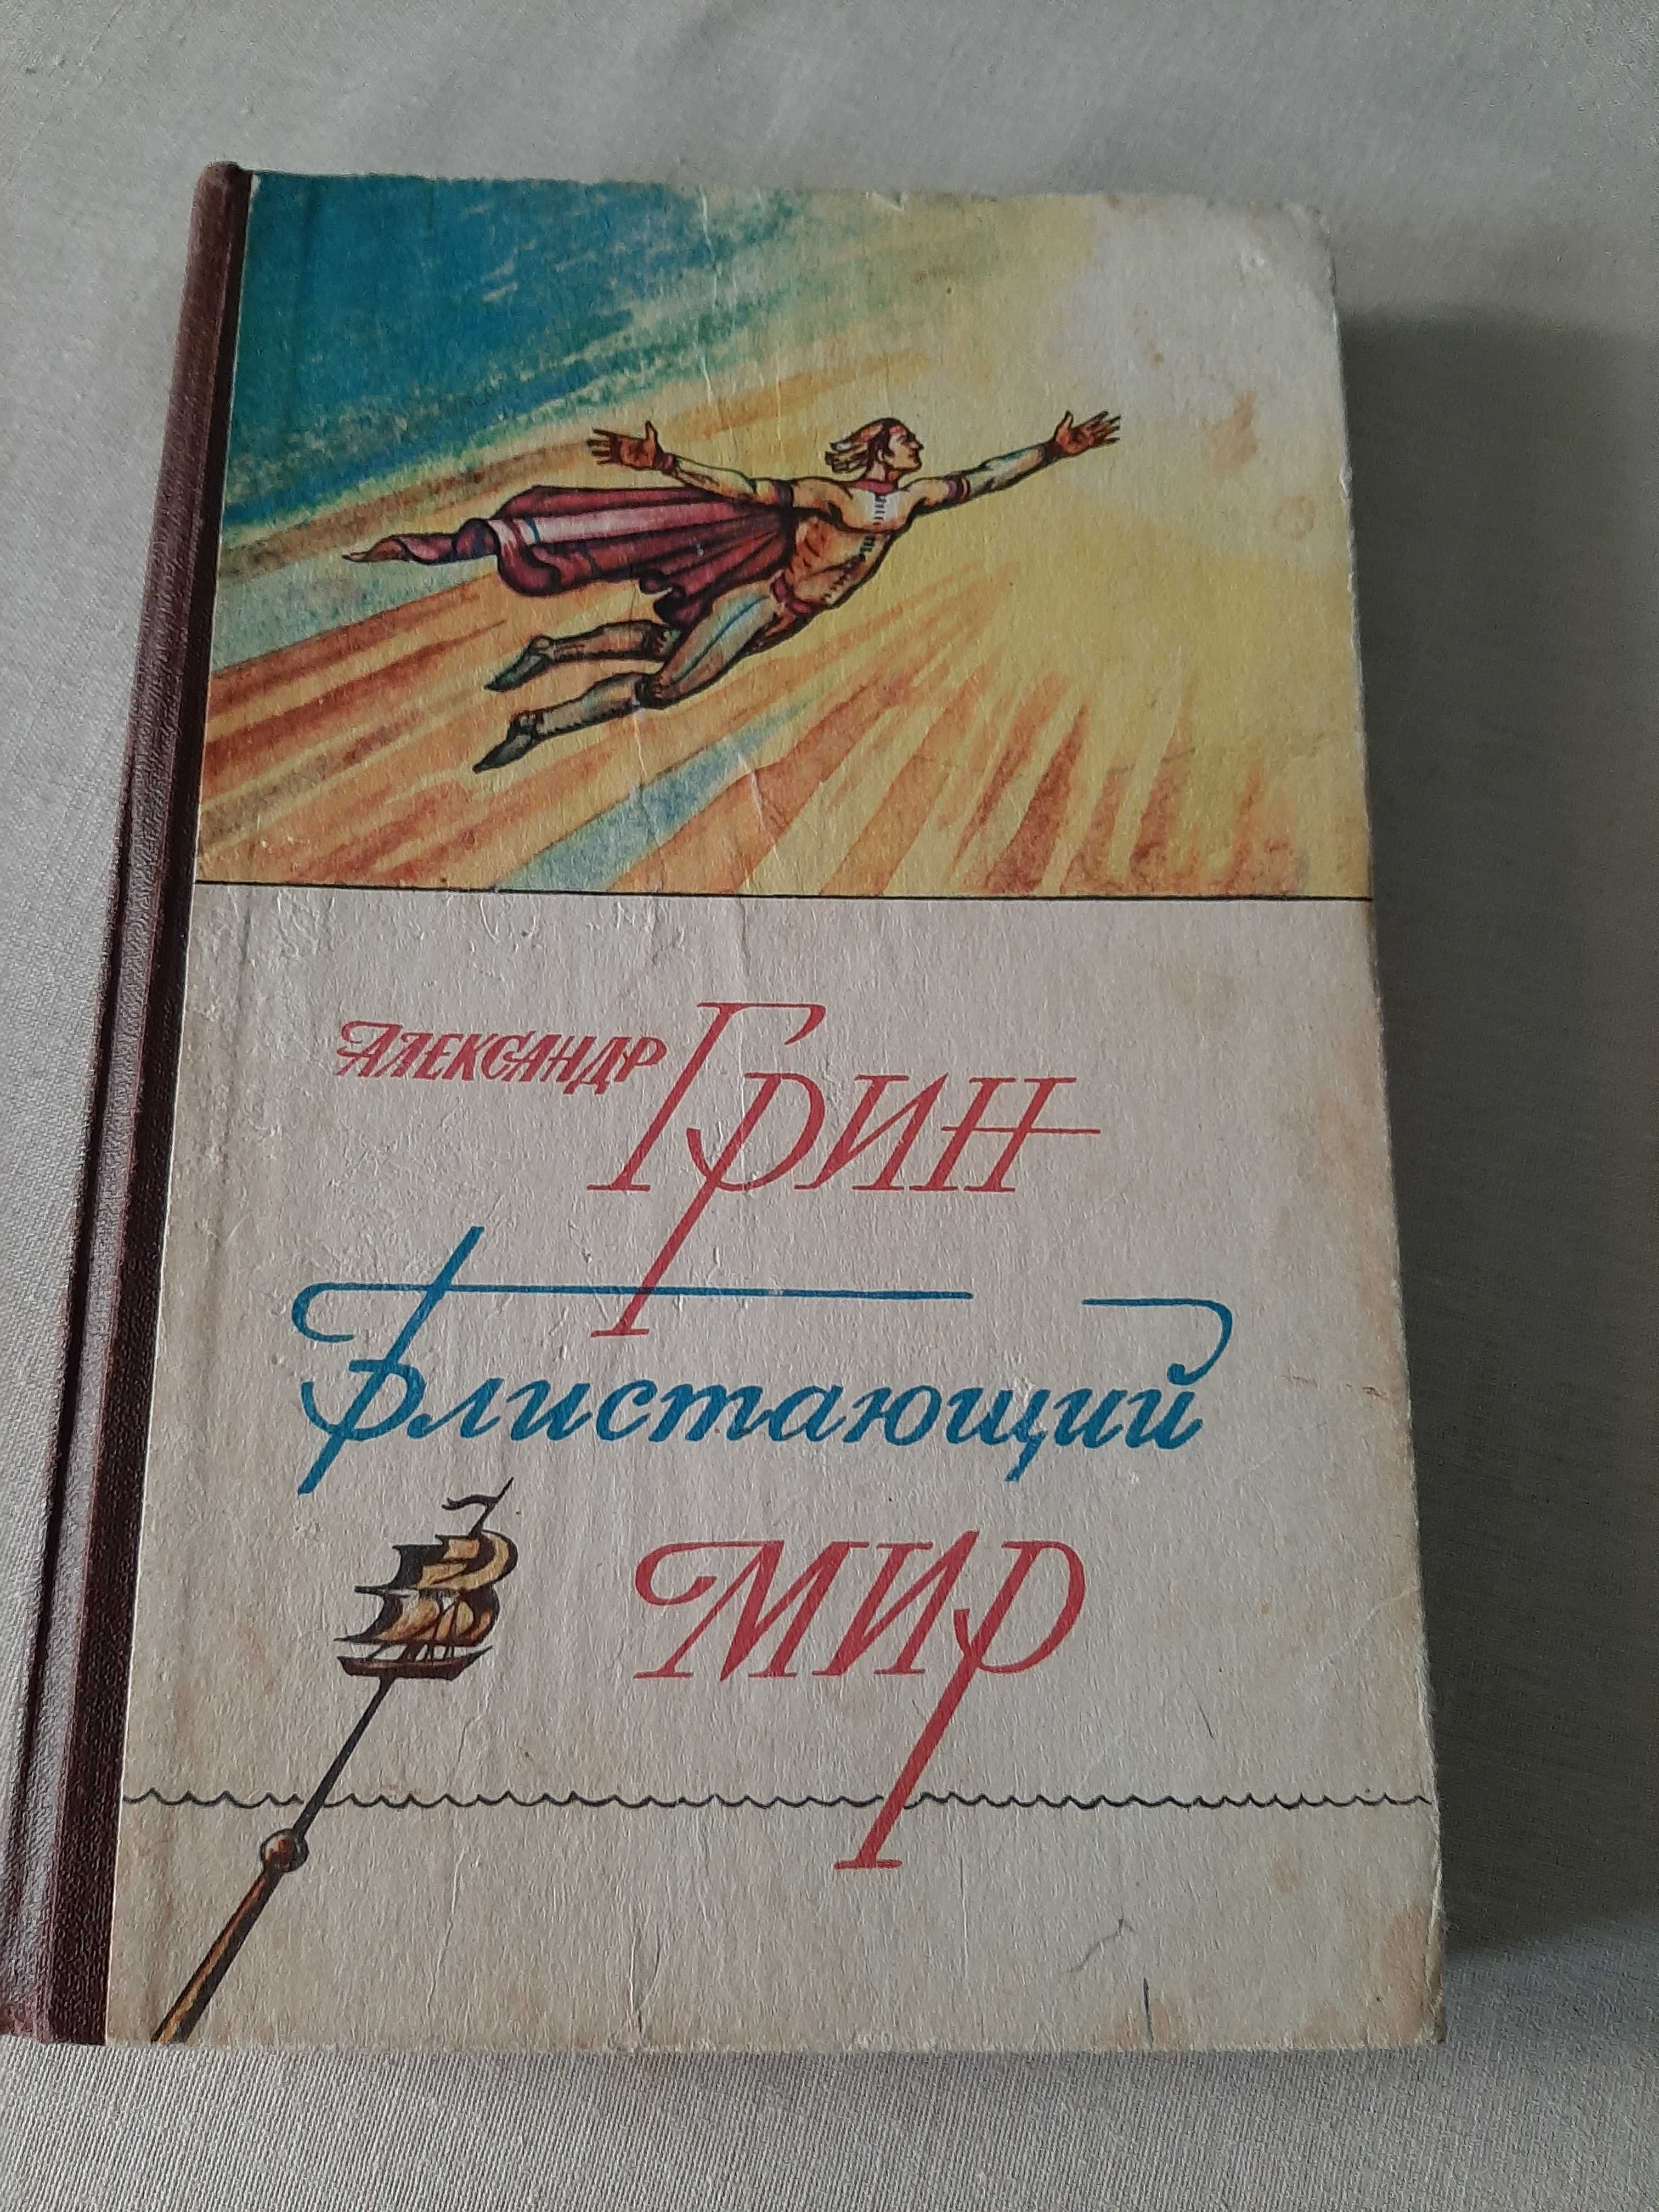 Александр Грин
Блистающий
мир